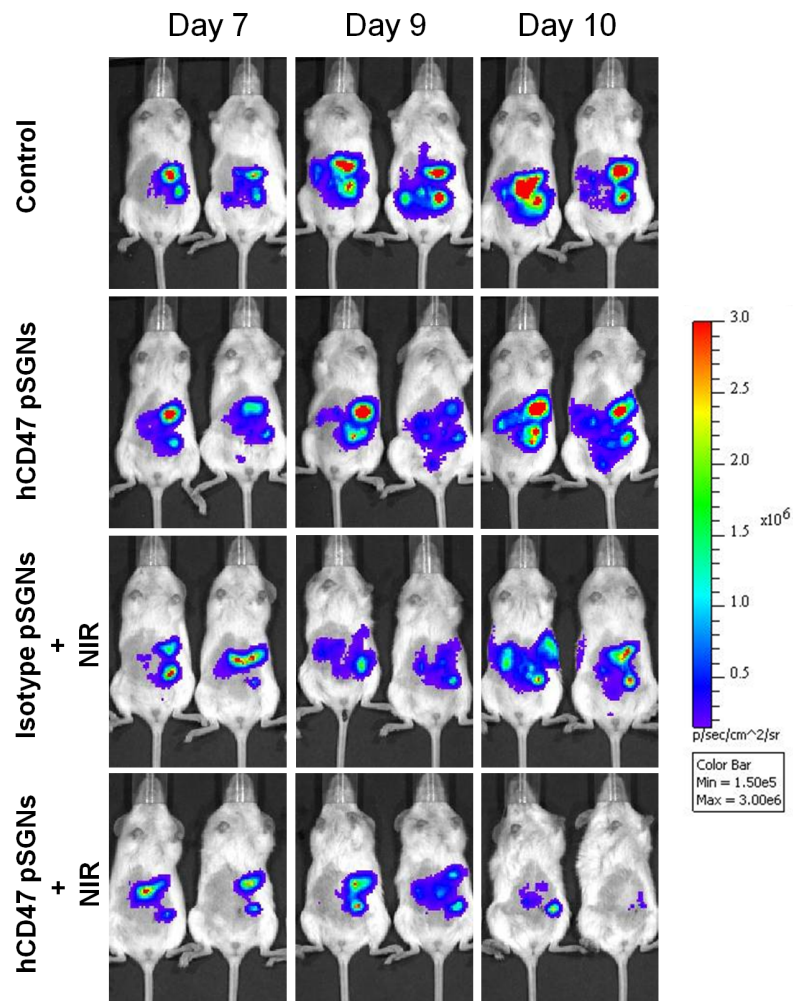 Day 7
Day 9
Day 10
Control
hCD47 pSGNs
Isotype pSGNs
+
NIR
hCD47 pSGNs
+
NIR
3.0
2.5
2.0
1.5
x10⁶
1.0
0.5
p/sec/cm^2/sr
Color Bar
Min = 1.50e5
Max = 3.00e6